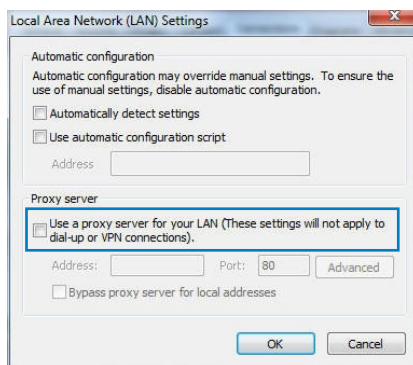 Local Area Network (LAN) Settings
Automatic configuration
Automatic configuration may override manual settings. To ensure the
use of manual settings, disable automatic configuration.
Automatically detect settings
Use automatic configuration script
Address
Proxy server
Use a proxy server for your LAN (These settings will not apply to
dial-up or VPN connections).
Address: Port: 80 Advanced
Bypass proxy server for local addresses
OK Cancel